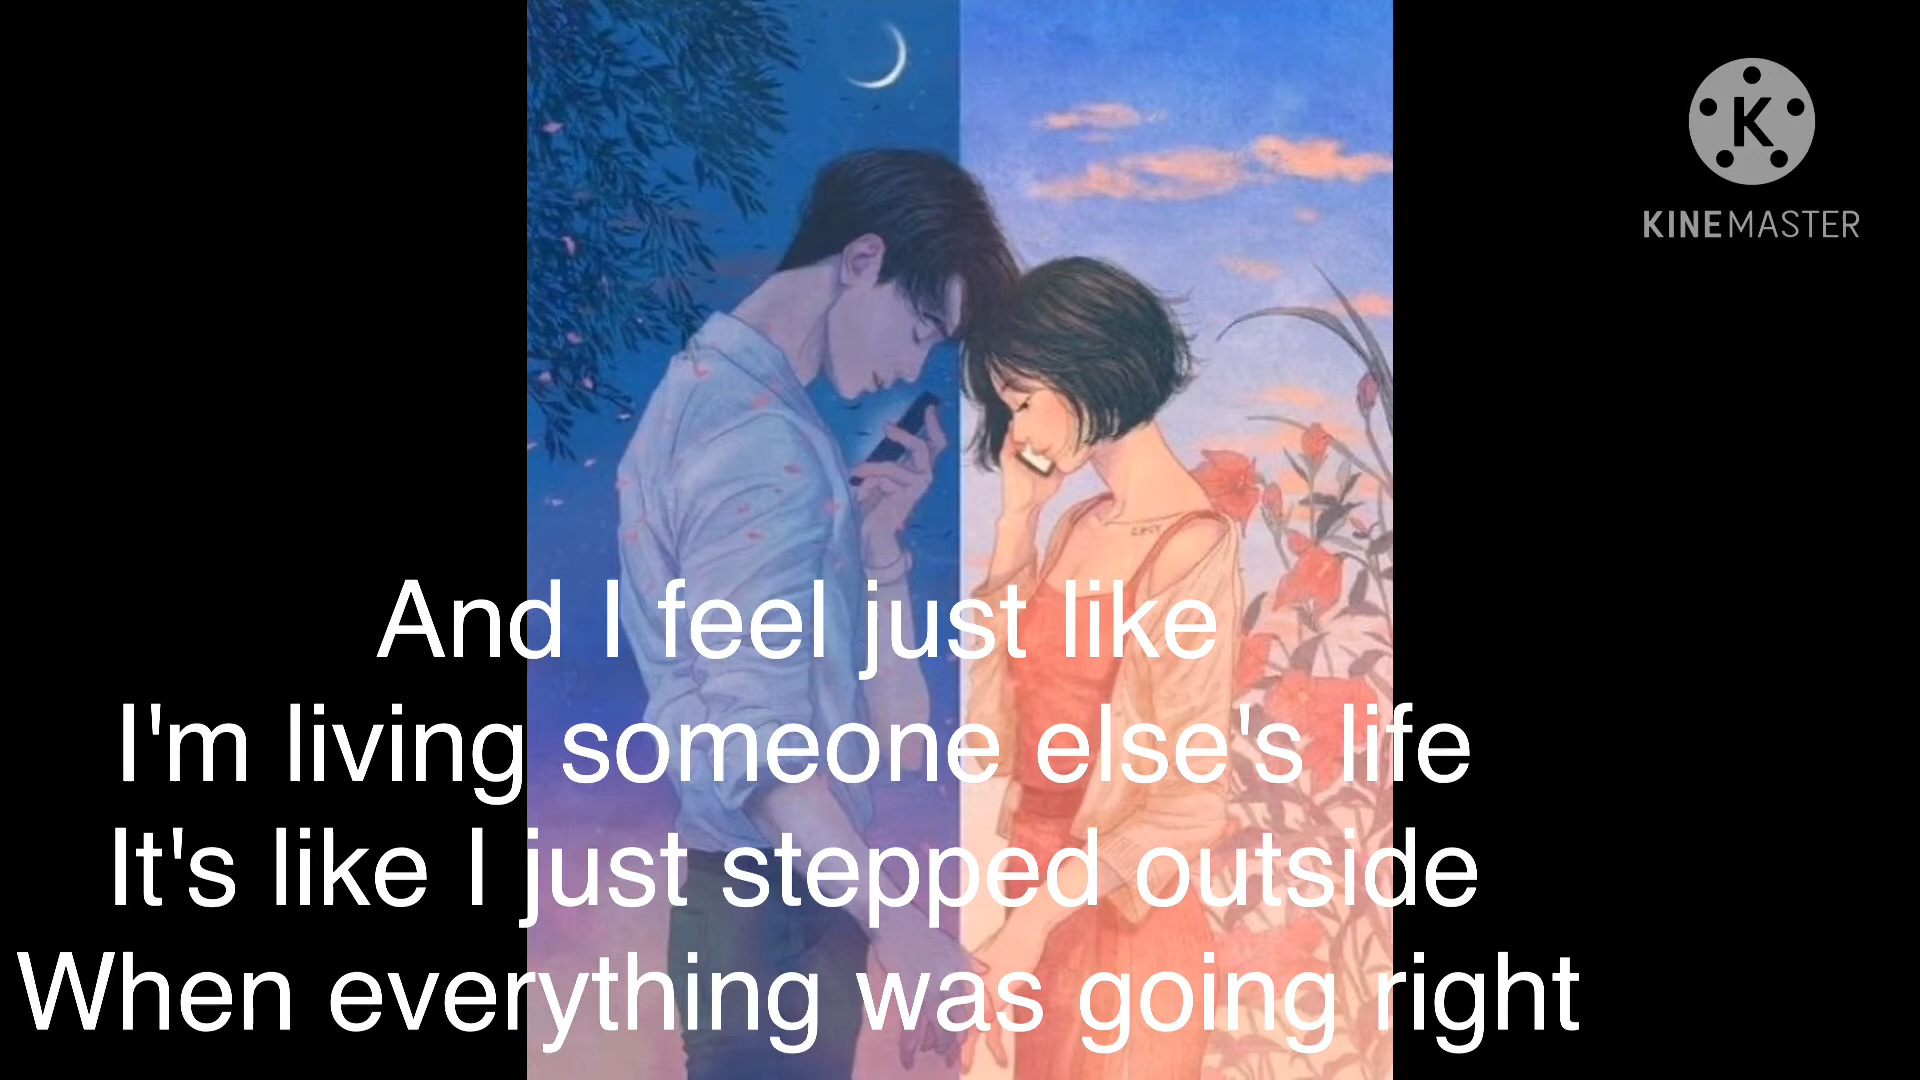 K
KINEMASTER
And I feel just like
I'm living someone else's life
It's like I just stepped outside
When everything was going right